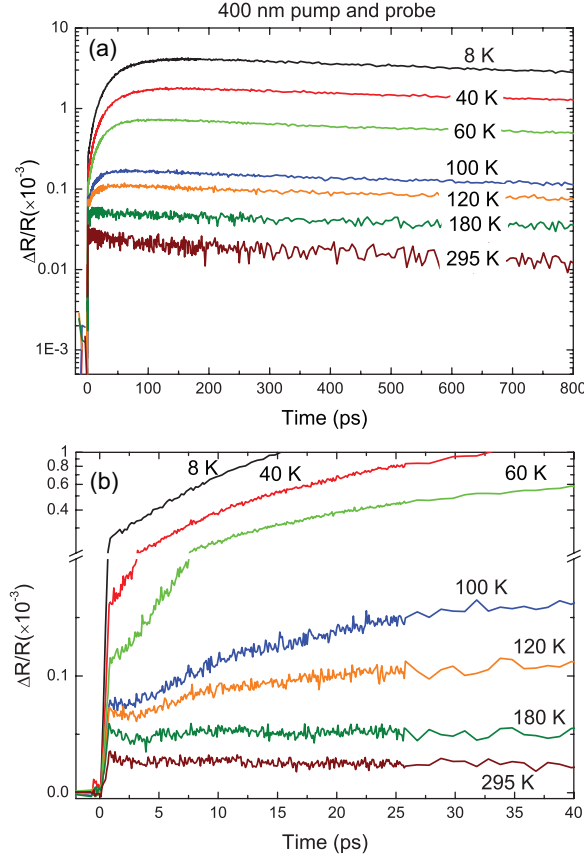 400 nm pump and probe
(a)
10
1
0.1
0.01
1E-3
ΔR/R(×10⁻³)
8 K
40 K
60 K
100 K
120 K
180 K
295 K
0 100 200 300 400 500 600 700 800
Time (ps)
(b)
1
0.8
0.6
0.4
0.1
0.0
ΔR/R(×10⁻³)
8 K
40 K
60 K
100 K
120 K
180 K
295 K
0 5 10 15 20 25 30 35 40
Time (ps)